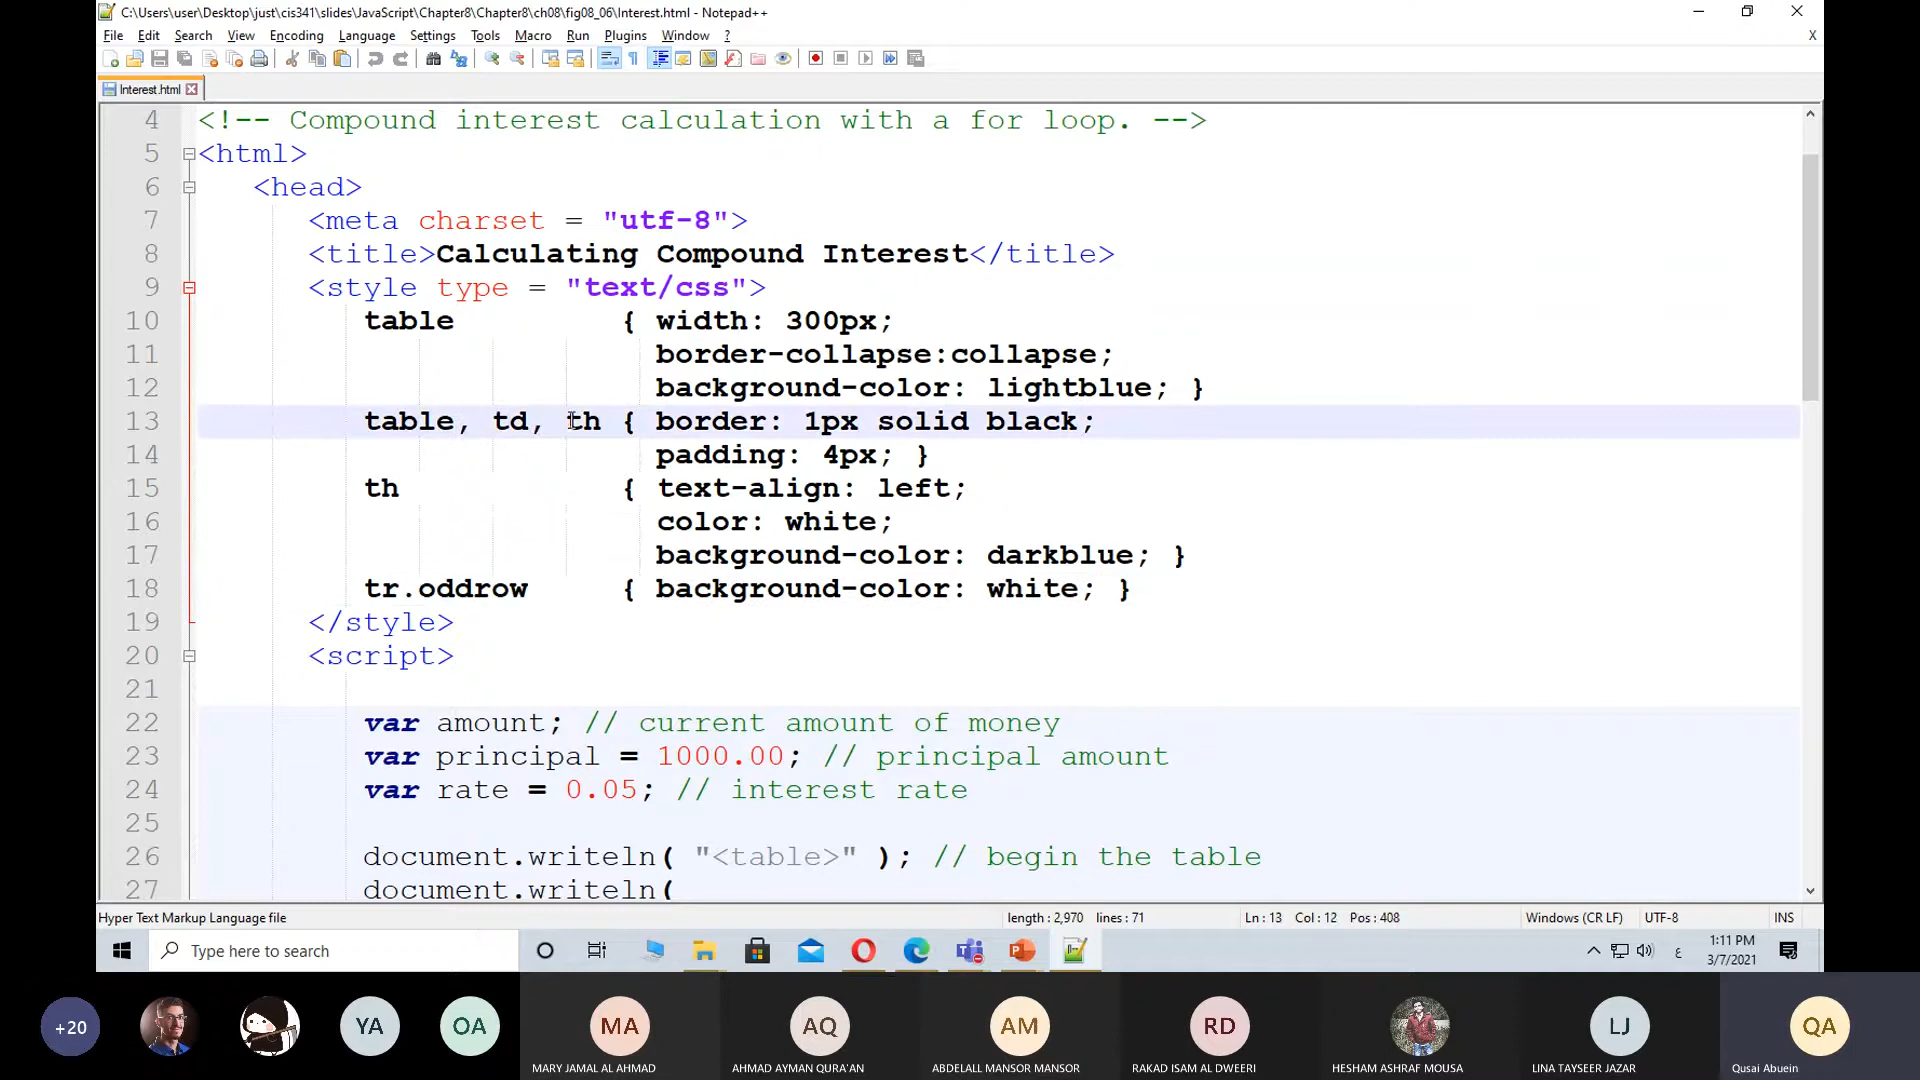 C:\Users\user\Desktop\just\cis341\slides\JavaScript\Chapter8\Chapter8\ch08\fig08_06\Interest.html - Notepad++
File Edit Search View Encoding Language Settings Tools Macro Run Plugins Window ? X
Interest.html
4 <!-- Compound interest calculation with a for loop. -->
5 <html>
6 <head>
7 <meta charset = "utf-8">
8 <title>Calculating Compound Interest</title>
9 <style type = "text/css">
10 table { width: 300px;
11 border-collapse:collapse;
12 background-color: lightblue; }
13 table, td, th { border: 1px solid black;
14 padding: 4px; }
15 th { text-align: left;
16 color: white;
17 background-color: darkblue; }
18 tr.oddrow { background-color: white; }
19 </style>
20 <script>
21
22 var amount; // current amount of money
23 var principal = 1000.00; // principal amount
24 var rate = 0.05; // interest rate
25
26 document.writeln( "<table>" ); // begin the table
27 document.writeln(
Hyper Text Markup Language file length : 2,970 lines : 71 Ln : 13 Col : 12 Pos : 408 Windows (CR LF) UTF-8 INS
Type here to search ع 1:11 PM
3/7/2021
+20 YA OA MA AQ AM RD LJ QA
MARY JAMAL AL AHMAD AHMAD AYMAN QURA'AN ABDELALL MANSOR MANSOR RAKAD ISAM AL DWEERI HESHAM ASHRAF MOUSA LINA TAYSEER JAZAR Qusai Abuein